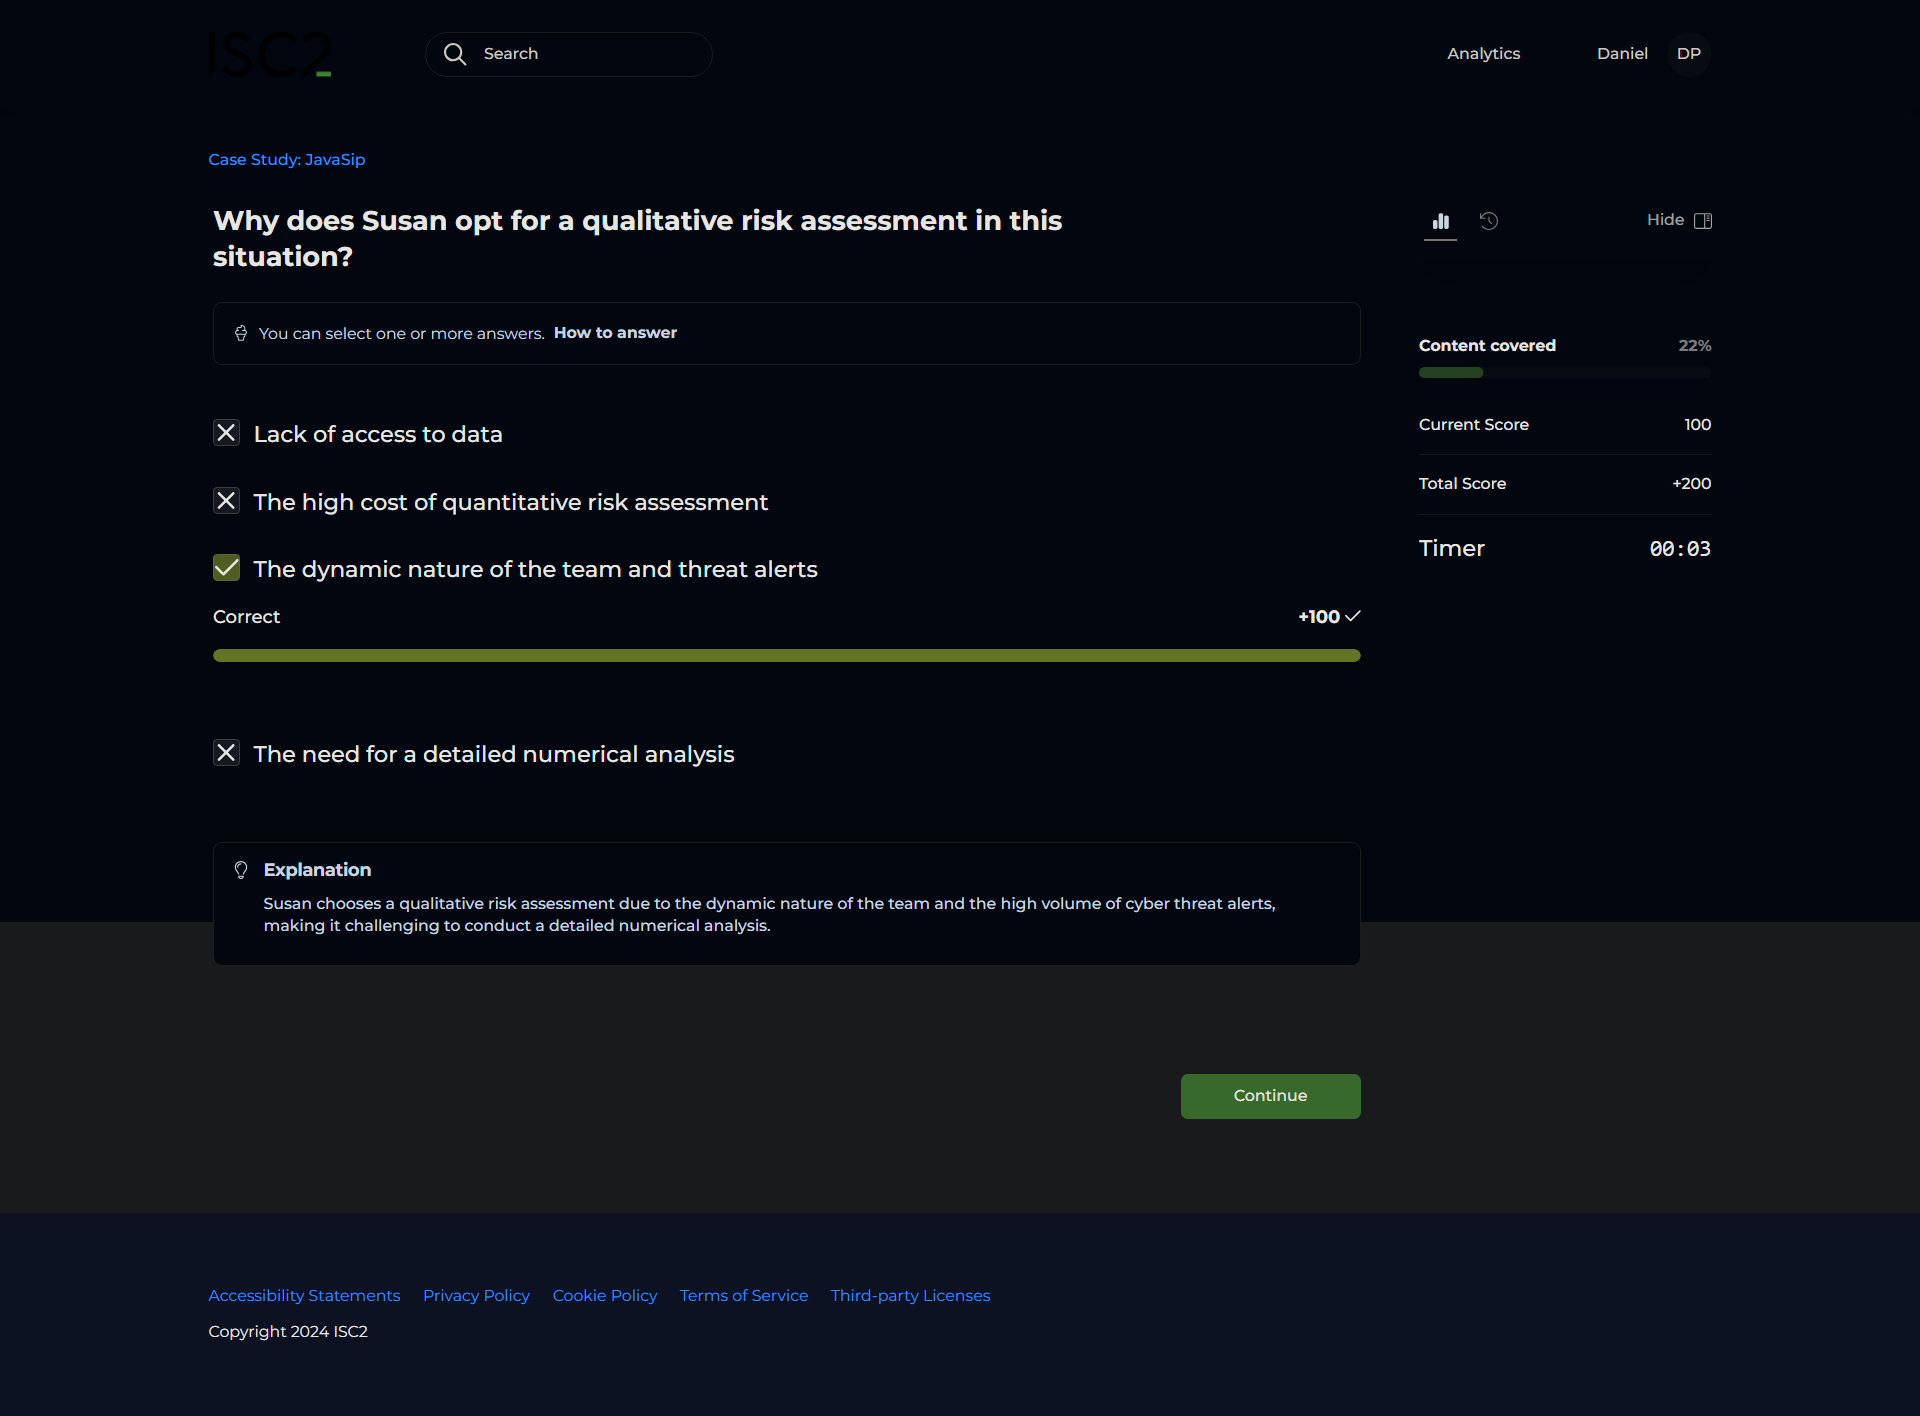 ISC2
Search
Analytics
Daniel
DP
Case Study: JavaSip
Why does Susan opt for a qualitative risk assessment in this
situation?
Hide
You can select one or more answers. How to answer
Content covered 22%
Lack of access to data
Current Score 100
The high cost of quantitative risk assessment
Total Score +200
The dynamic nature of the team and threat alerts
Timer 00:03
Correct +100
The need for a detailed numerical analysis
Explanation
Susan chooses a qualitative risk assessment due to the dynamic nature of the team and the high volume of cyber threat alerts,
making it challenging to conduct a detailed numerical analysis.
Continue
Accessibility Statements Privacy Policy Cookie Policy Terms of Service Third-party Licenses
Copyright 2024 ISC2